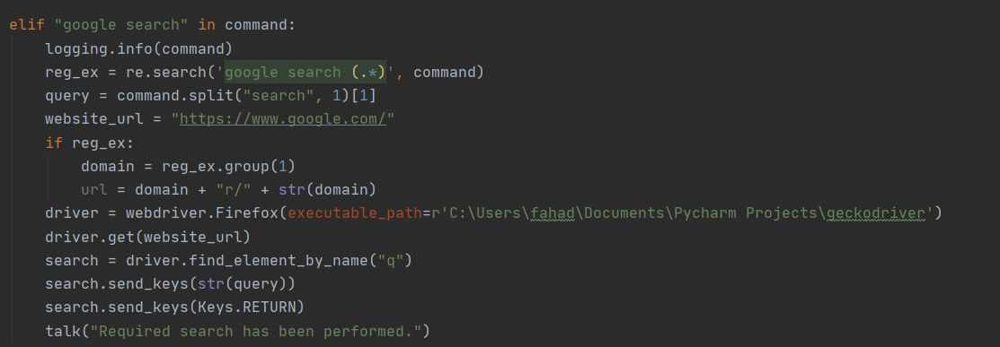 elif "google search" in command:
    logging.info(command)
    reg_ex = re.search('google search (.*)', command)
    query = command.split("search", 1)[1]
    website_url = "https://www.google.com/"
    if reg_ex:
        domain = reg_ex.group(1)
        url = domain + "r/" + str(domain)
    driver = webdriver.Firefox(executable_path=r'C:\Users\fahad\Documents\Pycharm Projects\geckodriver')
    driver.get(website_url)
    search = driver.find_element_by_name("q")
    search.send_keys(str(query))
    search.send_keys(Keys.RETURN)
    talk("Required search has been performed.")